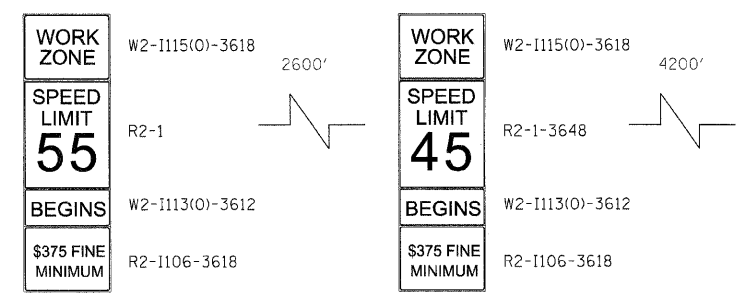 WORK
ZONE
W2-I115(O)-3618
2600'
SPEED
LIMIT
55
R2-1
BEGINS
W2-I113(O)-3612
$375 FINE
MINIMUM
R2-I106-3618
WORK
ZONE
W2-I115(O)-3618
4200'
SPEED
LIMIT
45
R2-1-3648
BEGINS
W2-I113(O)-3612
$375 FINE
MINIMUM
R2-I106-3618